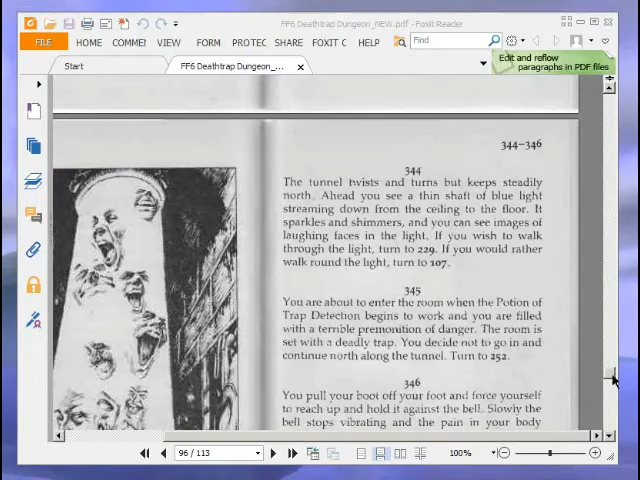 FF6 Deathtrap Dungeon_NEW.pdf - Foxit Reader
FILE HOME COMMEI VIEW FORM PROTEC SHARE FOXIT C HELP Find
Start FF6 Deathtrap Dungeon_...
Edit and reflow
paragraphs in PDF files
344–346
344
The tunnel twists and turns but keeps steadily
north. Ahead you see a thin shaft of blue light
streaming down from the ceiling to the floor. It
sparkles and shimmers, and you can see images of
laughing faces in the light. If you wish to walk
through the light, turn to 229. If you would rather
walk round the light, turn to 107.
345
You are about to enter the room when the Potion of
Trap Detection begins to work and you are filled
with a terrible premonition of danger. The room is
set with a deadly trap. You decide not to go in and
continue north along the tunnel. Turn to 252.
346
You pull your boot off your foot and force yourself
to reach up and hold it against the bell. Slowly the
bell stops vibrating and the pain in your body
96 / 113
100%